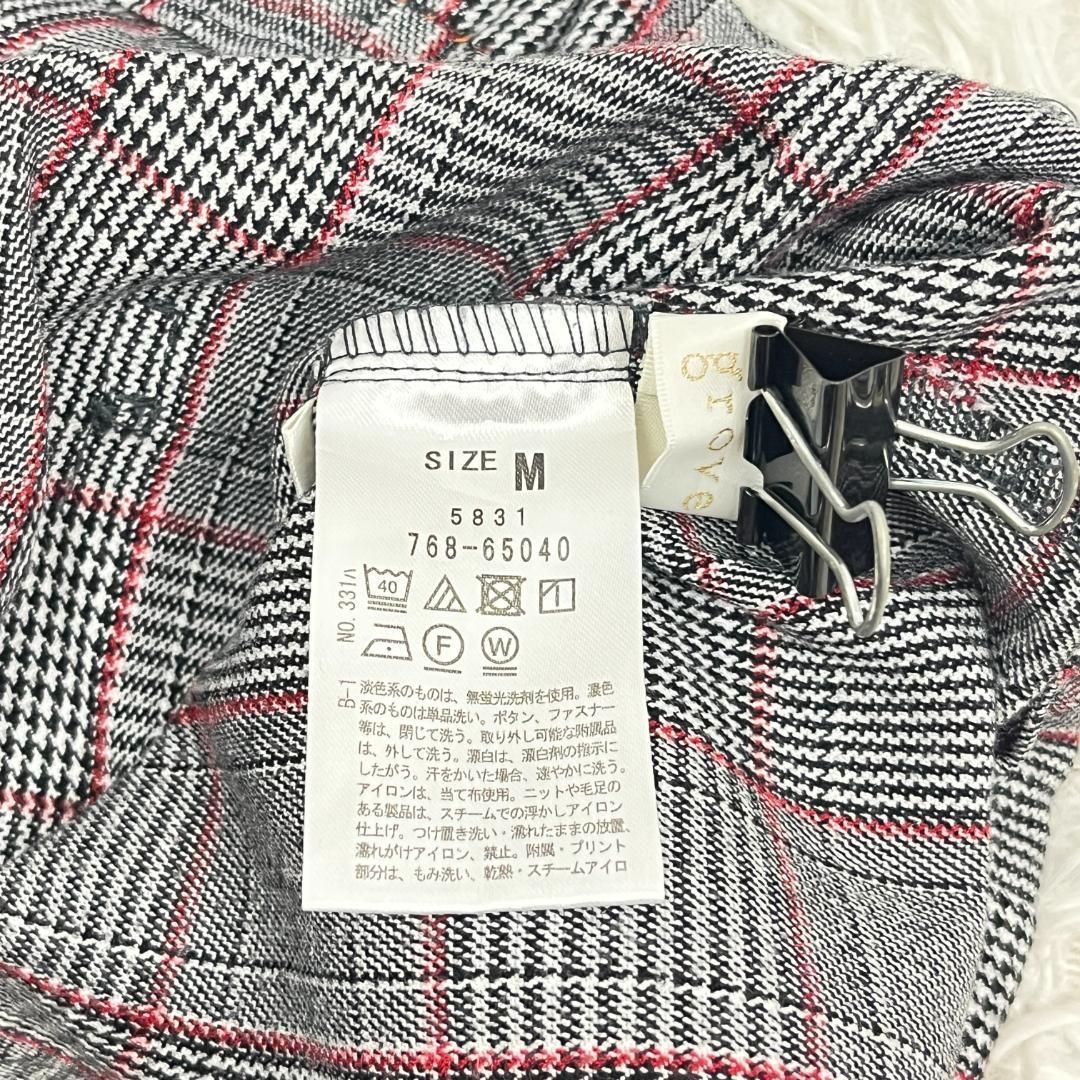 SIZE M
5831
768-65040
40
1
F
W
NO. 331ʌ
B-1
淡色系のものは、無蛍光洗剤を使用。濃色
系のものは単品洗い。ボタン、ファスナー
等は、閉じて洗う。取り外し可能な附属品
は、外して洗う。漂白は、漂白剤の指示に
したがう。汗をかいた場合、速やかに洗う。
アイロンは、当て布使用。ニットや毛足の
ある製品は、スチームでの浮かしアイロン
仕上げ。つけ置き洗い・濡れたままの放置、
濡れがけアイロン、禁止。附属・プリント
部分は、もみ洗い、乾熱・スチームアイロ
grove